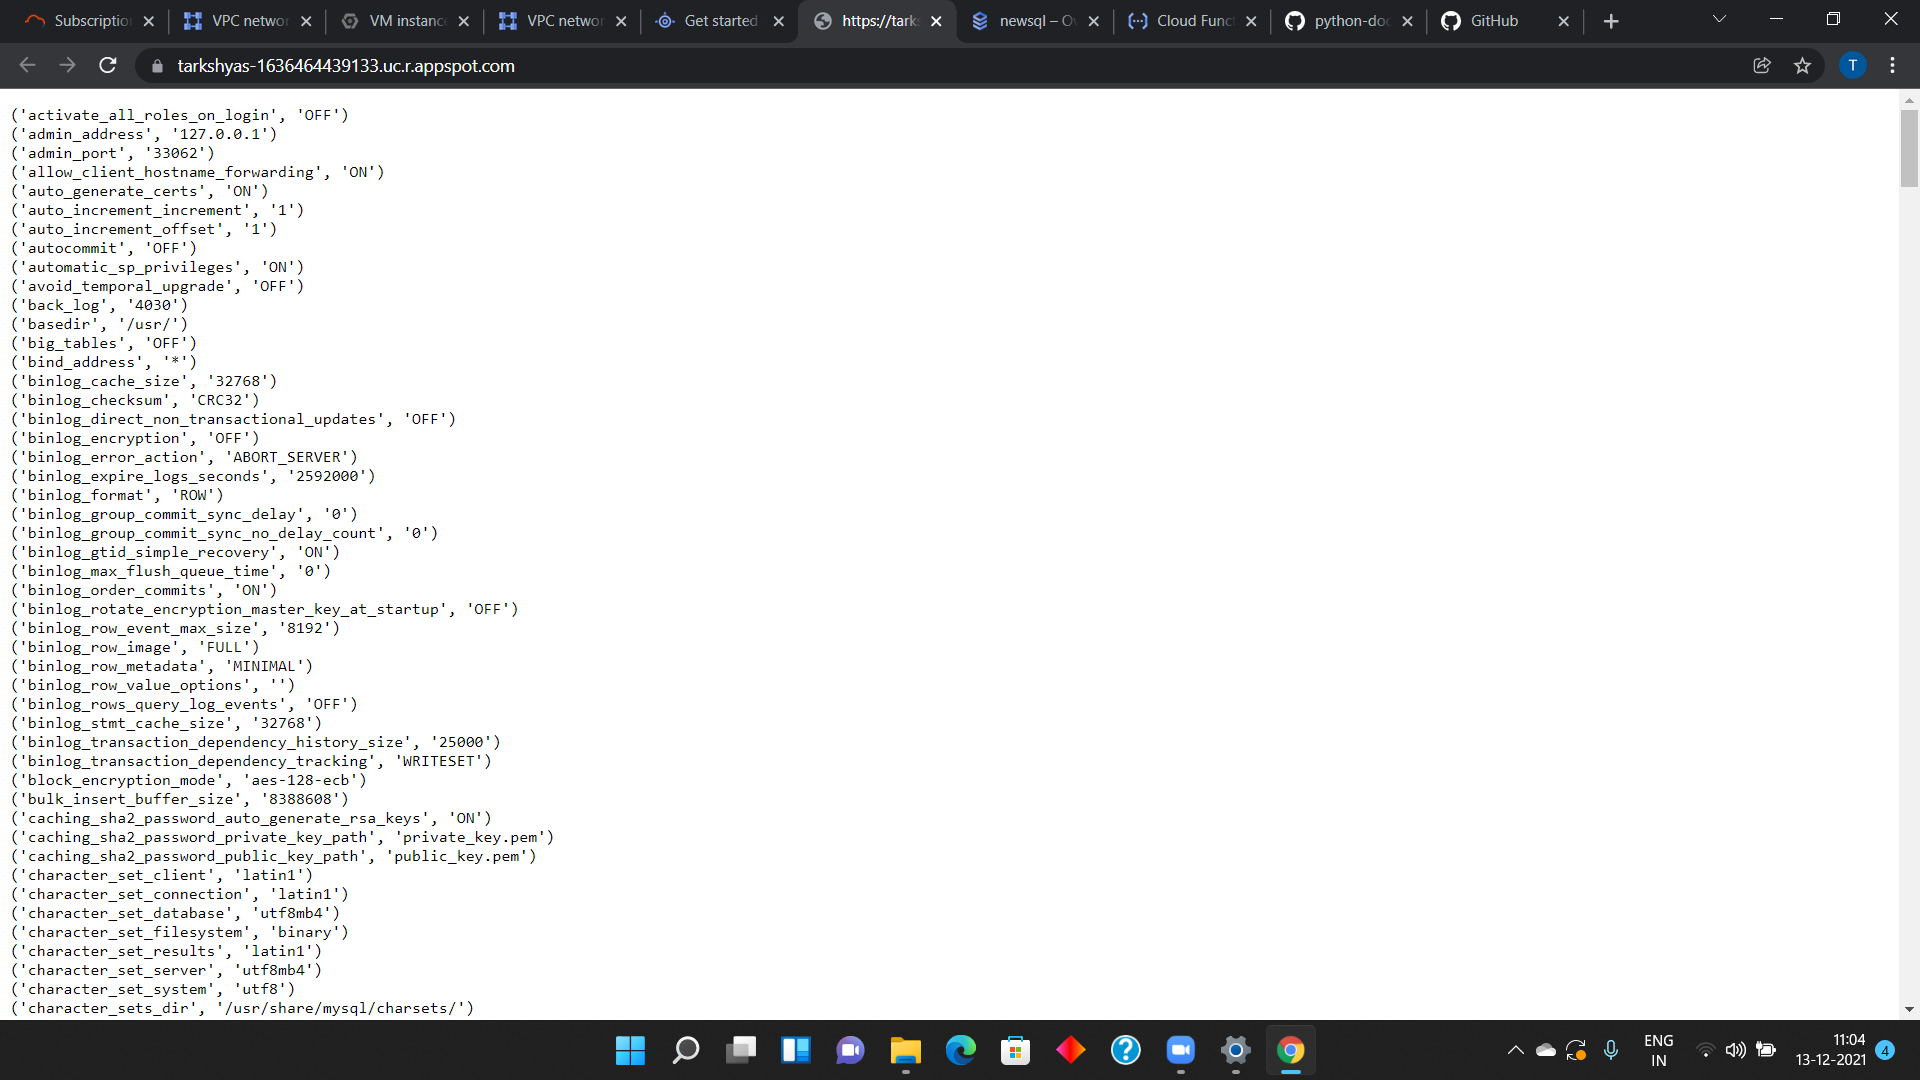 Subscription
VPC networ
VM instance
VPC networ
Get started
https://tarks
newsql – Ov
Cloud Funct
python-doc
GitHub
tarkshyas-1636464439133.uc.r.appspot.com
T
('activate_all_roles_on_login', 'OFF')
('admin_address', '127.0.0.1')
('admin_port', '33062')
('allow_client_hostname_forwarding', 'ON')
('auto_generate_certs', 'ON')
('auto_increment_increment', '1')
('auto_increment_offset', '1')
('autocommit', 'OFF')
('automatic_sp_privileges', 'ON')
('avoid_temporal_upgrade', 'OFF')
('back_log', '4030')
('basedir', '/usr/')
('big_tables', 'OFF')
('bind_address', '*')
('binlog_cache_size', '32768')
('binlog_checksum', 'CRC32')
('binlog_direct_non_transactional_updates', 'OFF')
('binlog_encryption', 'OFF')
('binlog_error_action', 'ABORT_SERVER')
('binlog_expire_logs_seconds', '2592000')
('binlog_format', 'ROW')
('binlog_group_commit_sync_delay', '0')
('binlog_group_commit_sync_no_delay_count', '0')
('binlog_gtid_simple_recovery', 'ON')
('binlog_max_flush_queue_time', '0')
('binlog_order_commits', 'ON')
('binlog_rotate_encryption_master_key_at_startup', 'OFF')
('binlog_row_event_max_size', '8192')
('binlog_row_image', 'FULL')
('binlog_row_metadata', 'MINIMAL')
('binlog_row_value_options', '')
('binlog_rows_query_log_events', 'OFF')
('binlog_stmt_cache_size', '32768')
('binlog_transaction_dependency_history_size', '25000')
('binlog_transaction_dependency_tracking', 'WRITESET')
('block_encryption_mode', 'aes-128-ecb')
('bulk_insert_buffer_size', '8388608')
('caching_sha2_password_auto_generate_rsa_keys', 'ON')
('caching_sha2_password_private_key_path', 'private_key.pem')
('caching_sha2_password_public_key_path', 'public_key.pem')
('character_set_client', 'latin1')
('character_set_connection', 'latin1')
('character_set_database', 'utf8mb4')
('character_set_filesystem', 'binary')
('character_set_results', 'latin1')
('character_set_server', 'utf8mb4')
('character_set_system', 'utf8')
('character_sets_dir', '/usr/share/mysql/charsets/')
ENG
IN
11:04
13-12-2021
4